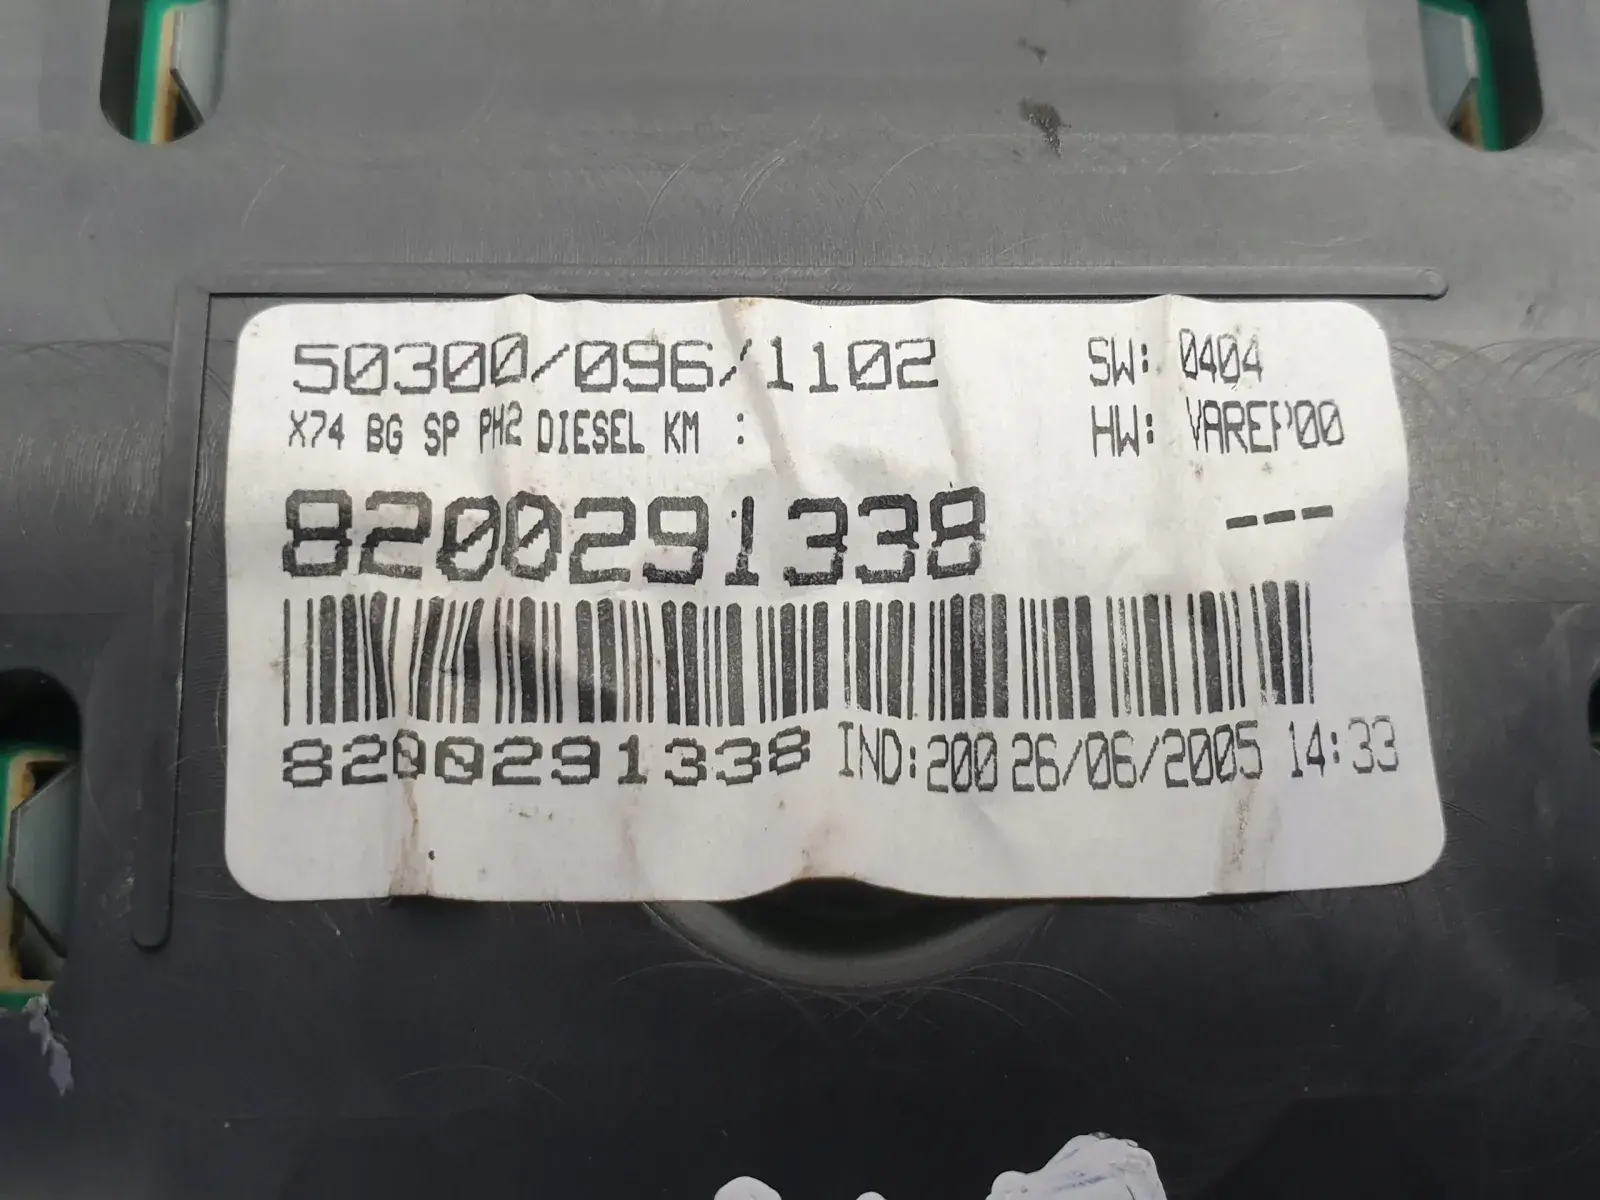 50300/096/1102 SW: 0404
X74 BG SP PH2 DIESEL KM : HW: VAREP00
8200291338 ---
8200291338 IND:200 26/06/2005 14:33